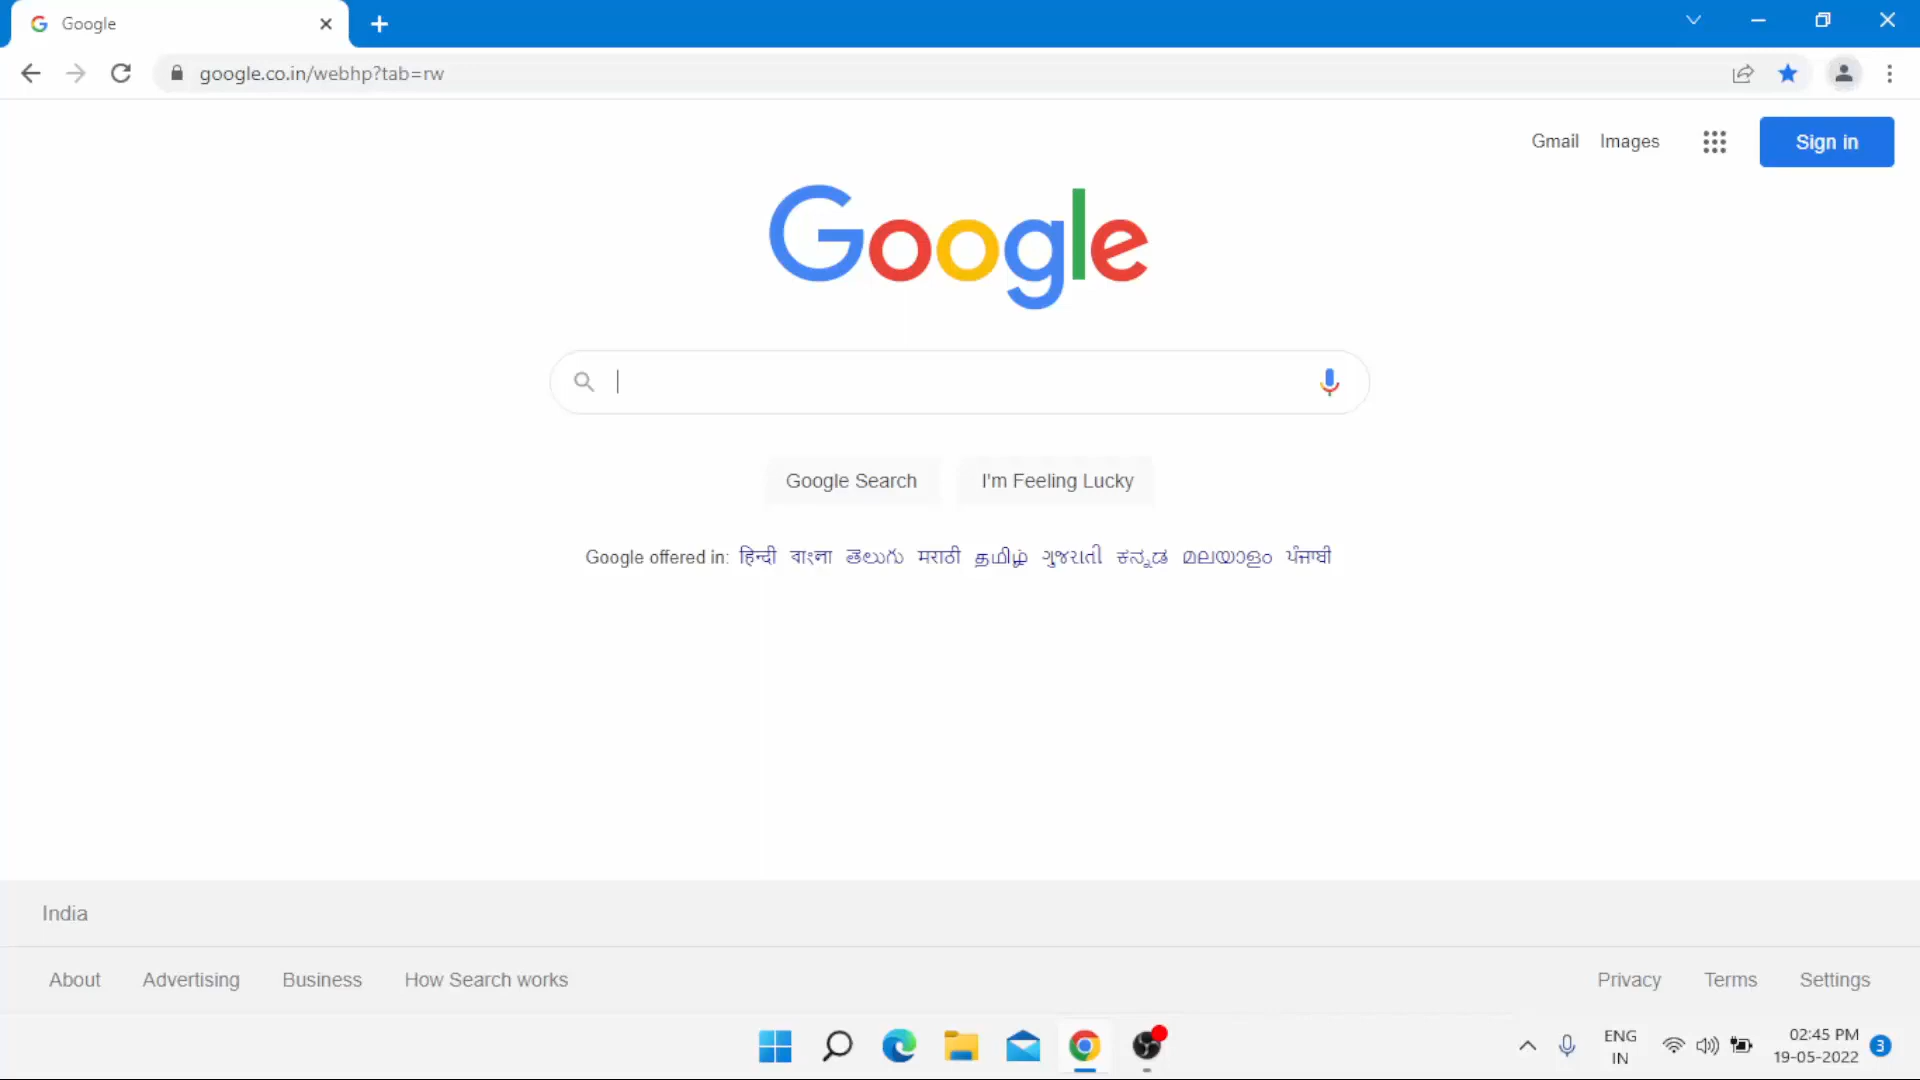 Google
google.co.in/webhp?tab=rw
Gmail Images Sign in
Google
Google Search I'm Feeling Lucky
Google offered in: हिन्दी বাংলা తెలుగు मराठी தமிழ் ગુજરાતી ಕನ್ನಡ മലയാളം ਪੰਜਾਬੀ
India
About Advertising Business How Search works Privacy Terms Settings
ENG 02:45 PM
IN 19-05-2022 3